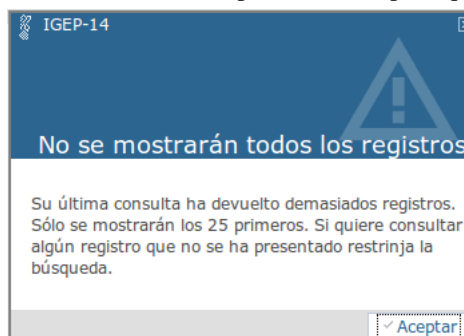 IGEP-14
No se mostrarán todos los registros
Su última consulta ha devuelto demasiados registros.
Sólo se mostrarán los 25 primeros. Si quiere consultar
algún registro que no se ha presentado restrinja la
búsqueda.
Aceptar